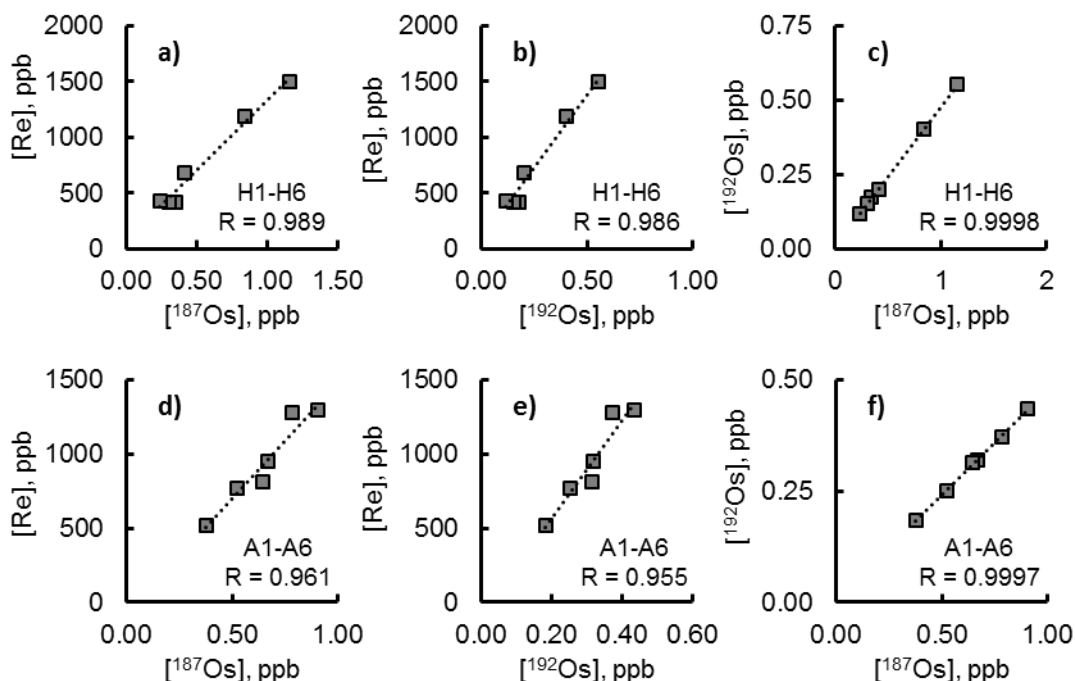 a)
[Re], ppb
2000
1500
1000
500
0
H1-H6
R = 0.989
0.00 0.50 1.00 1.50
[¹⁸⁷Os], ppb
b)
[Re], ppb
2000
1500
1000
500
0
H1-H6
R = 0.986
0.00 0.50 1.00
[¹⁹²Os], ppb
c)
[¹⁹²Os], ppb
0.75
0.50
0.25
0.00
H1-H6
R = 0.9998
0 1 2
[¹⁸⁷Os], ppb
d)
[Re], ppb
1500
1000
500
0
A1-A6
R = 0.961
0.00 0.50 1.00
[¹⁸⁷Os], ppb
e)
[Re], ppb
1500
1000
500
0
A1-A6
R = 0.955
0.00 0.20 0.40 0.60
[¹⁹²Os], ppb
f)
[¹⁹²Os], ppb
0.50
0.25
0.00
A1-A6
R = 0.9997
0.00 0.50 1.00
[¹⁸⁷Os], ppb